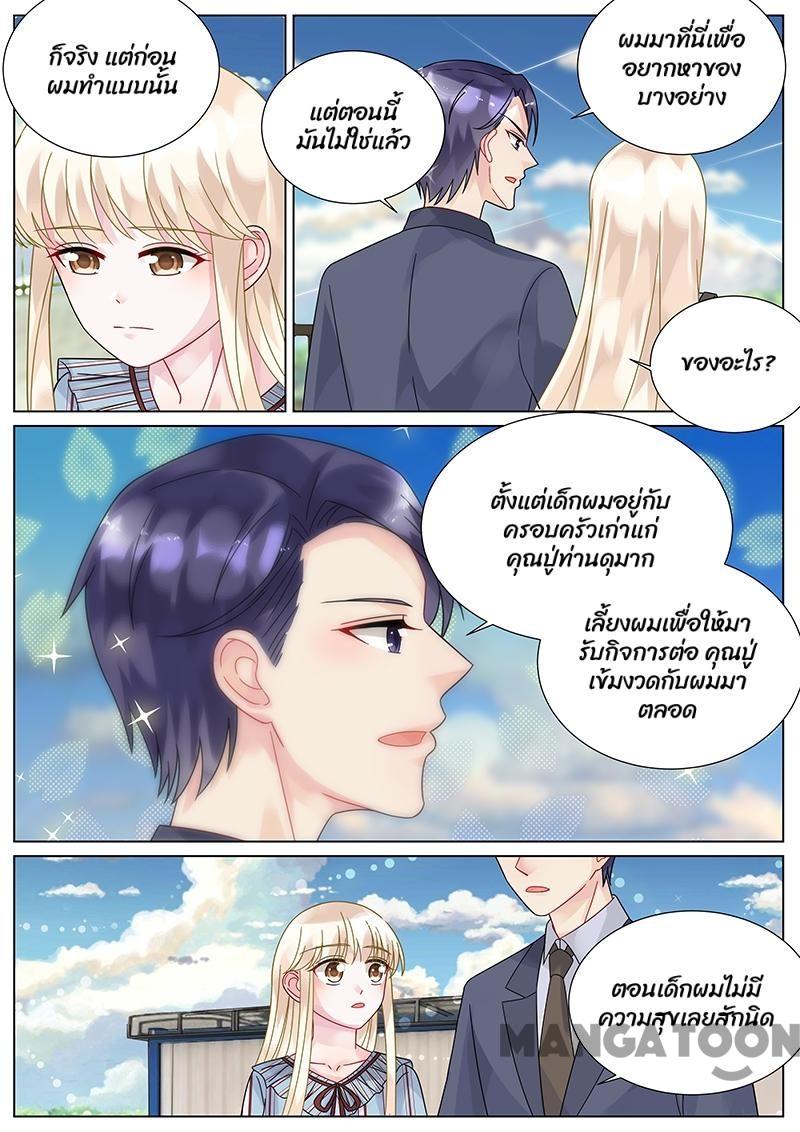 ก็จริง แต่ก่อน
ผมทำแบบนั้น
แต่ตอนนี้
มันไม่ใช่แล้ว
ผมมาที่นี่เพื่อ
อยากหาของ
บางอย่าง
ของอะไร?
ตั้งแต่เด็กผมอยู่กับ
ครอบครัวเก่าแก่
คุณปู่ท่านดุมาก
เลี้ยงผมเพื่อให้มา
รับกิจการต่อ คุณปู่
เข้มงวดกับผมมา
ตลอด
ตอนเด็กผมไม่มี
ความสุขเลยสักนิด
MANGATOON